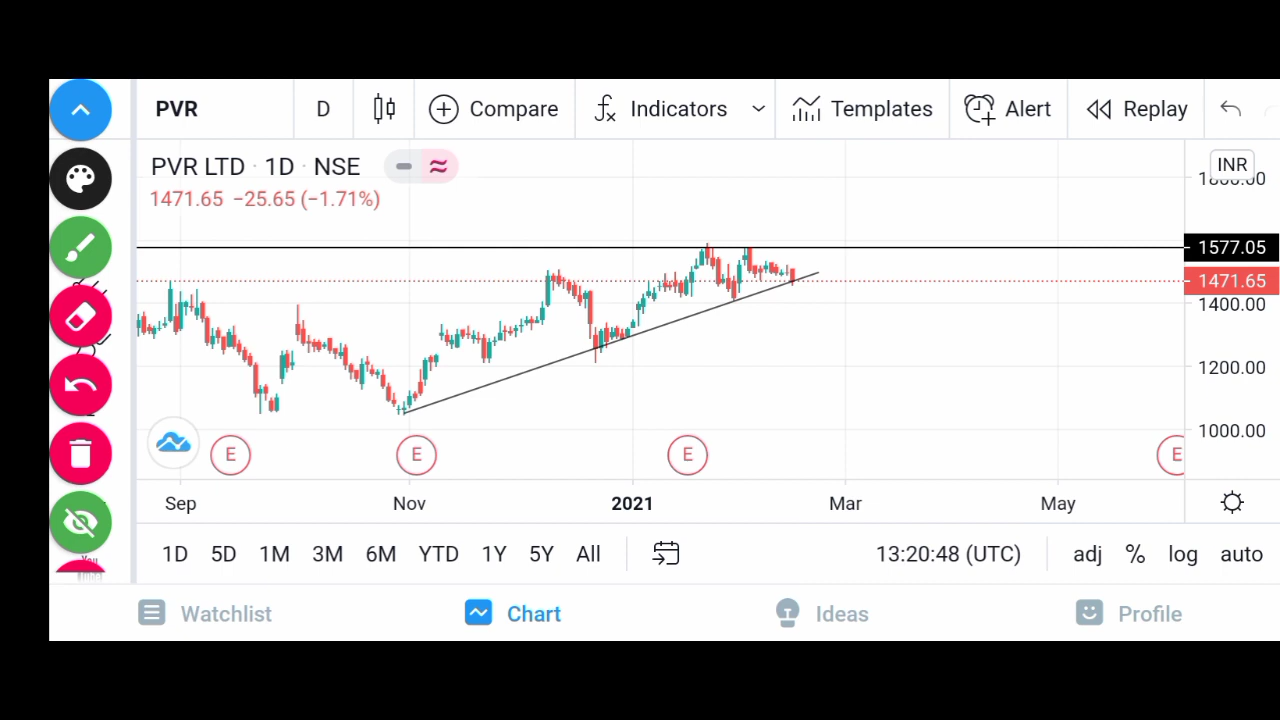 PVR D Compare Indicators Templates Alert Replay
PVR LTD · 1D · NSE
INR
1471.65 −25.65 (−1.71%)
1577.05
1471.65
1400.00
1200.00
1000.00
E E E E
Sep Nov 2021 Mar May
1D 5D 1M 3M 6M YTD 1Y 5Y All 13:20:48 (UTC) adj % log auto
Watchlist Chart Ideas Profile